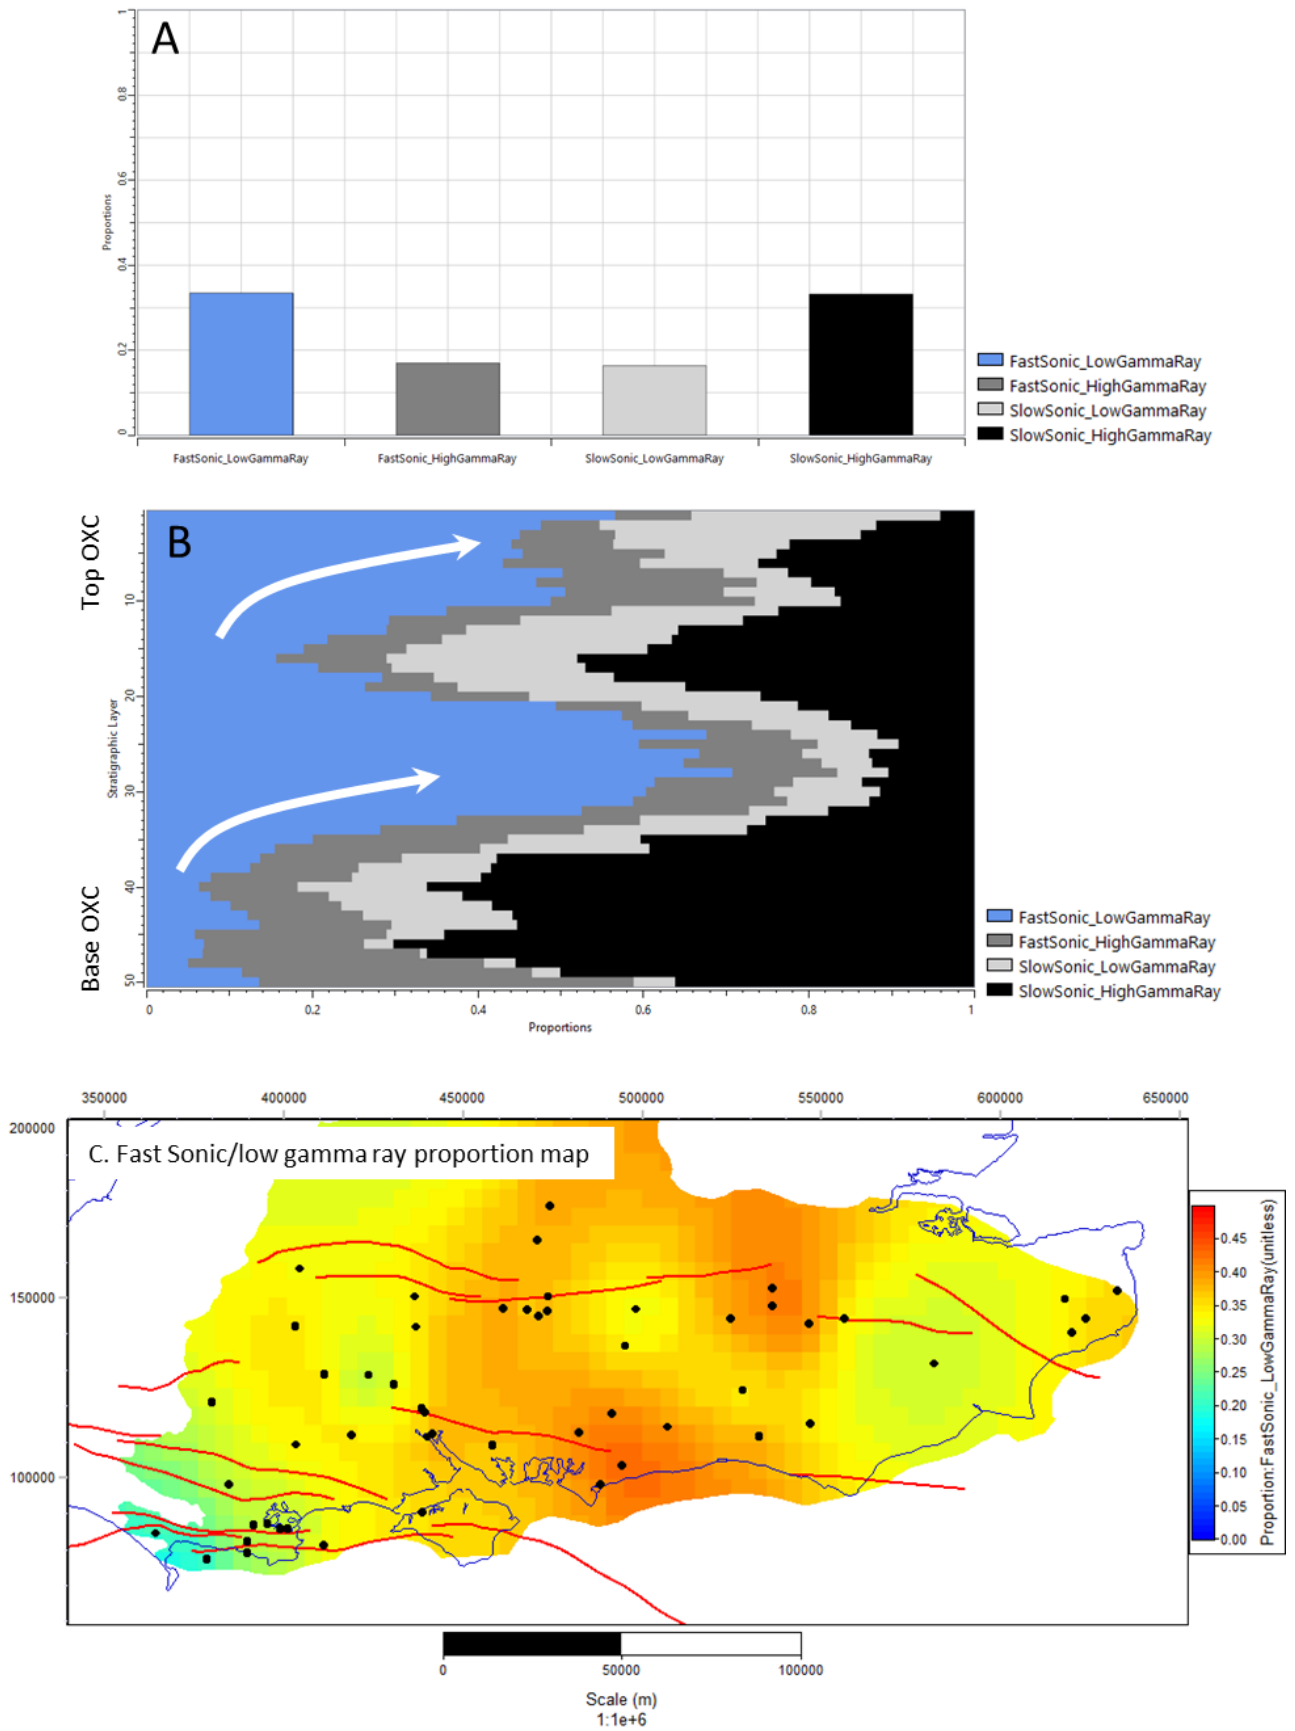 A
1
0.8
0.6
0.4
0.2
0
Proportions
FastSonic_LowGammaRay
FastSonic_HighGammaRay
SlowSonic_LowGammaRay
SlowSonic_HighGammaRay
FastSonic_LowGammaRay
FastSonic_HighGammaRay
SlowSonic_LowGammaRay
SlowSonic_HighGammaRay
B
Top OXC
Base OXC
Stratigraphic Layer
10
20
30
40
50
0 0.2 0.4 0.6 0.8 1
Proportions
FastSonic_LowGammaRay
FastSonic_HighGammaRay
SlowSonic_LowGammaRay
SlowSonic_HighGammaRay
350000 400000 450000 500000 550000 600000 650000
200000
150000
100000
C. Fast Sonic/low gamma ray proportion map
0.45
0.40
0.35
0.30
0.25
0.20
0.15
0.10
0.05
0.00
Proportion:FastSonic_LowGammaRay(unitless)
0 50000 100000
Scale (m)
1:1e+6